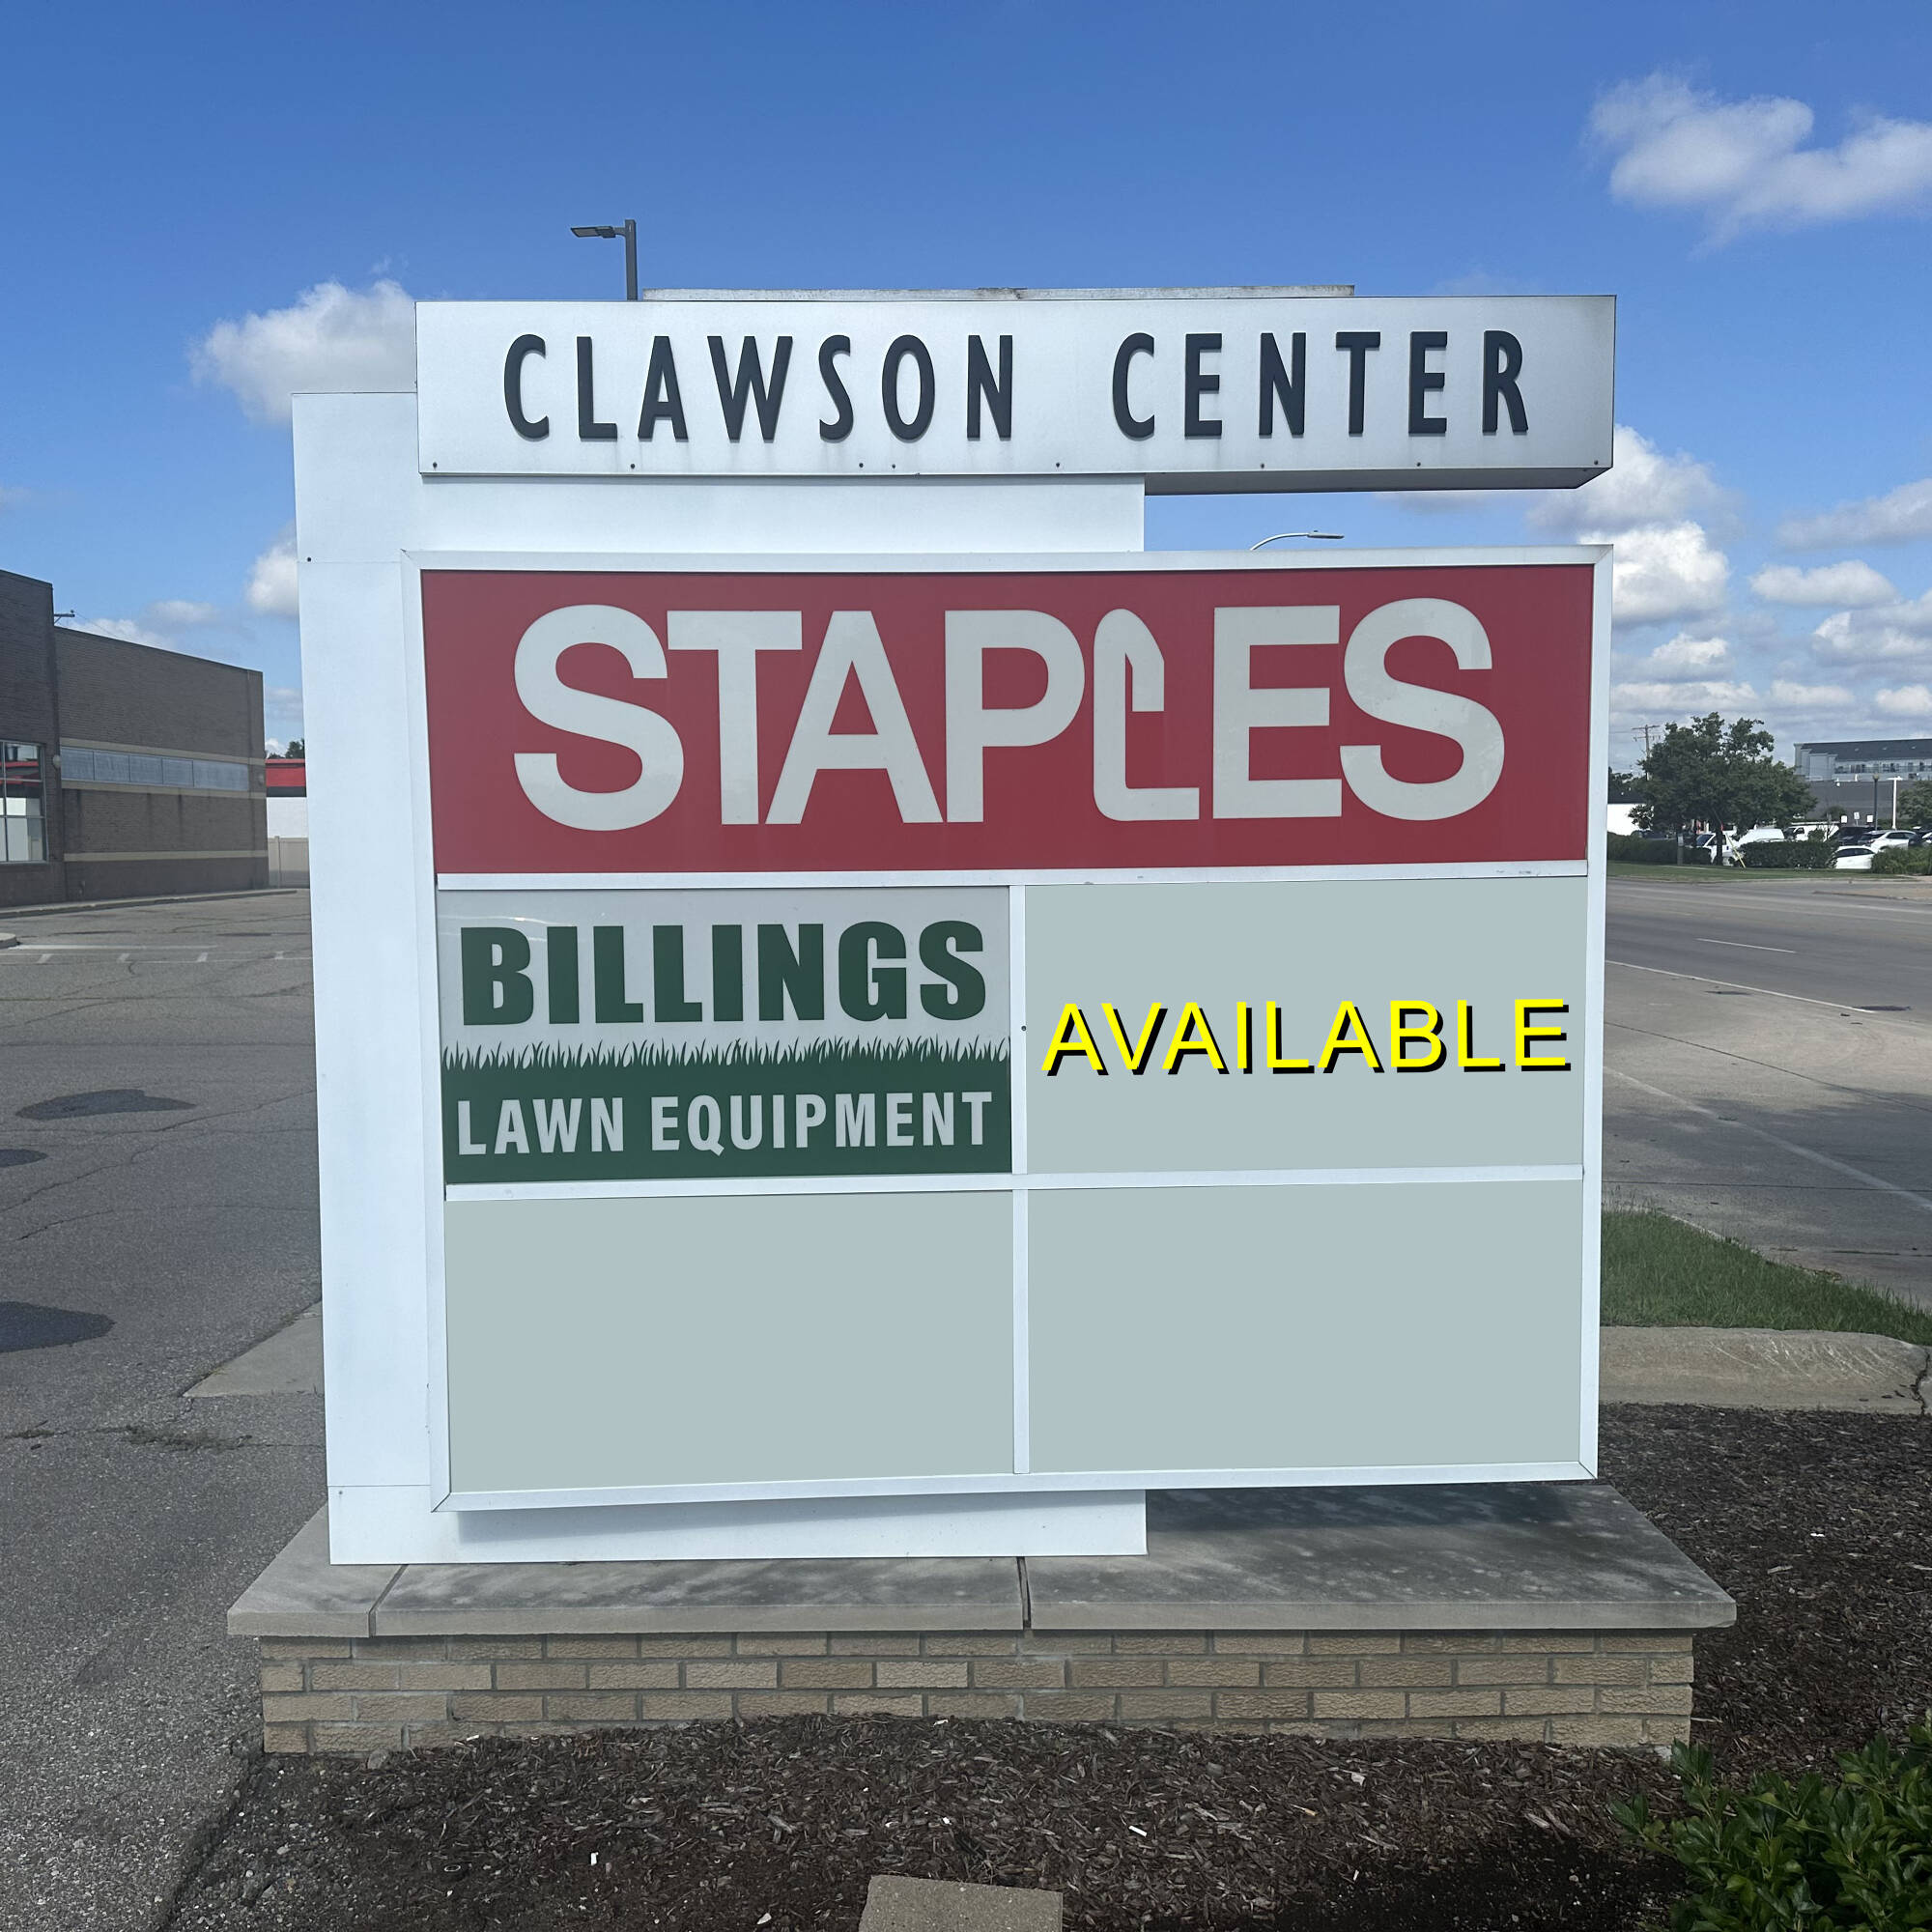 CLAWSON CENTER
STAPLES
BILLINGS
LAWN EQUIPMENT
AVAILABLE